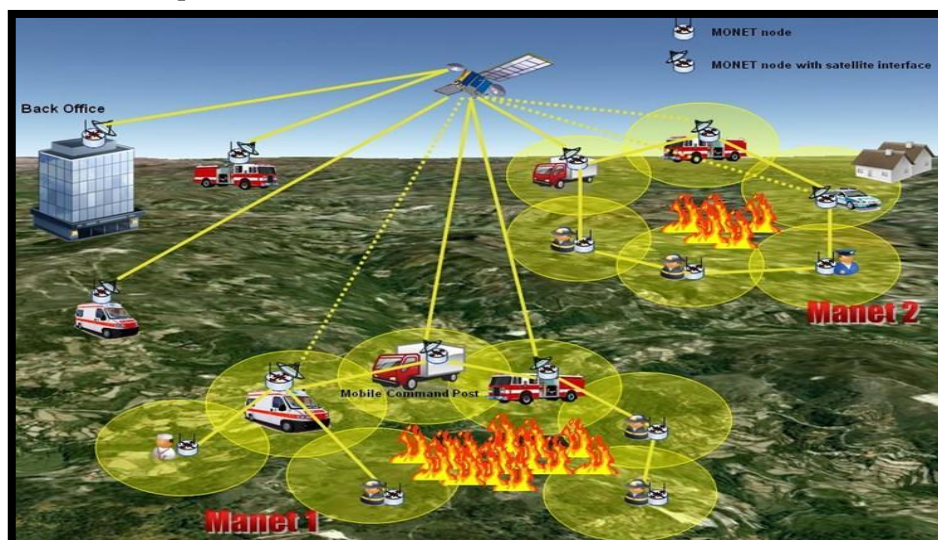 MONET node
MONET node with satellite interface
Back Office
Manet 2
Mobile Command Post
Manet 1